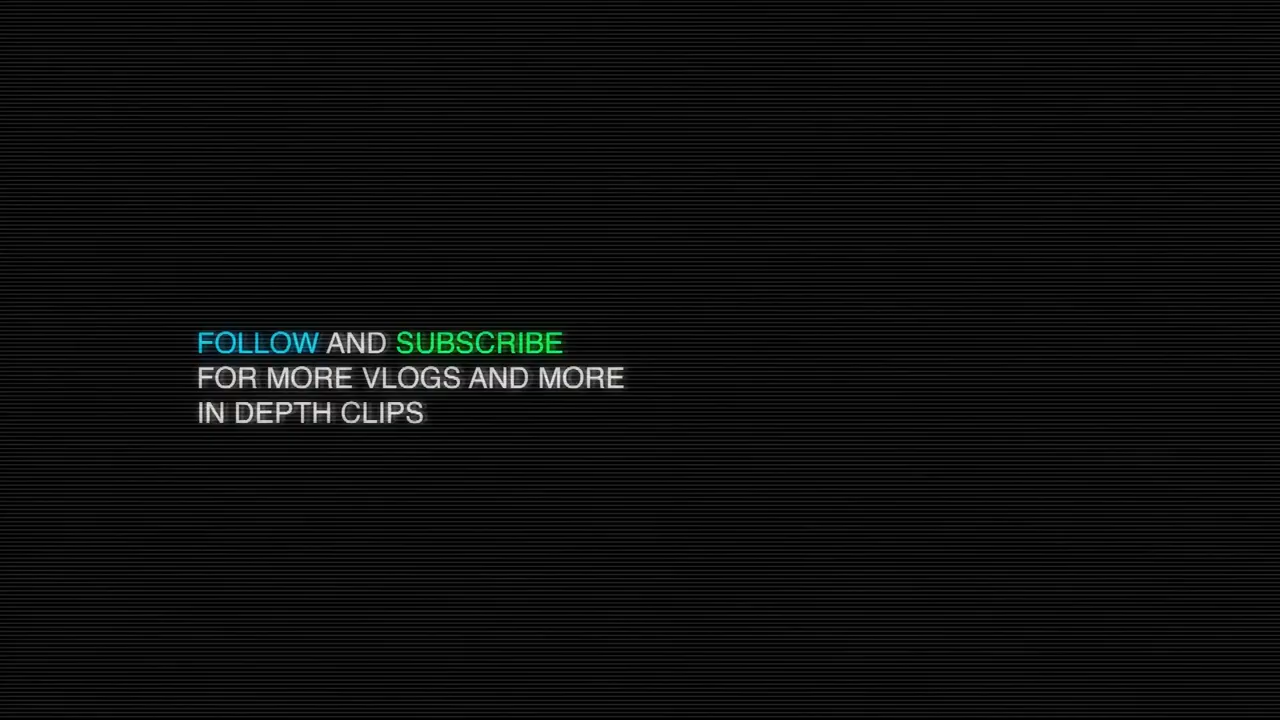 FOLLOW AND SUBSCRIBE
FOR MORE VLOGS AND MORE
IN DEPTH CLIPS